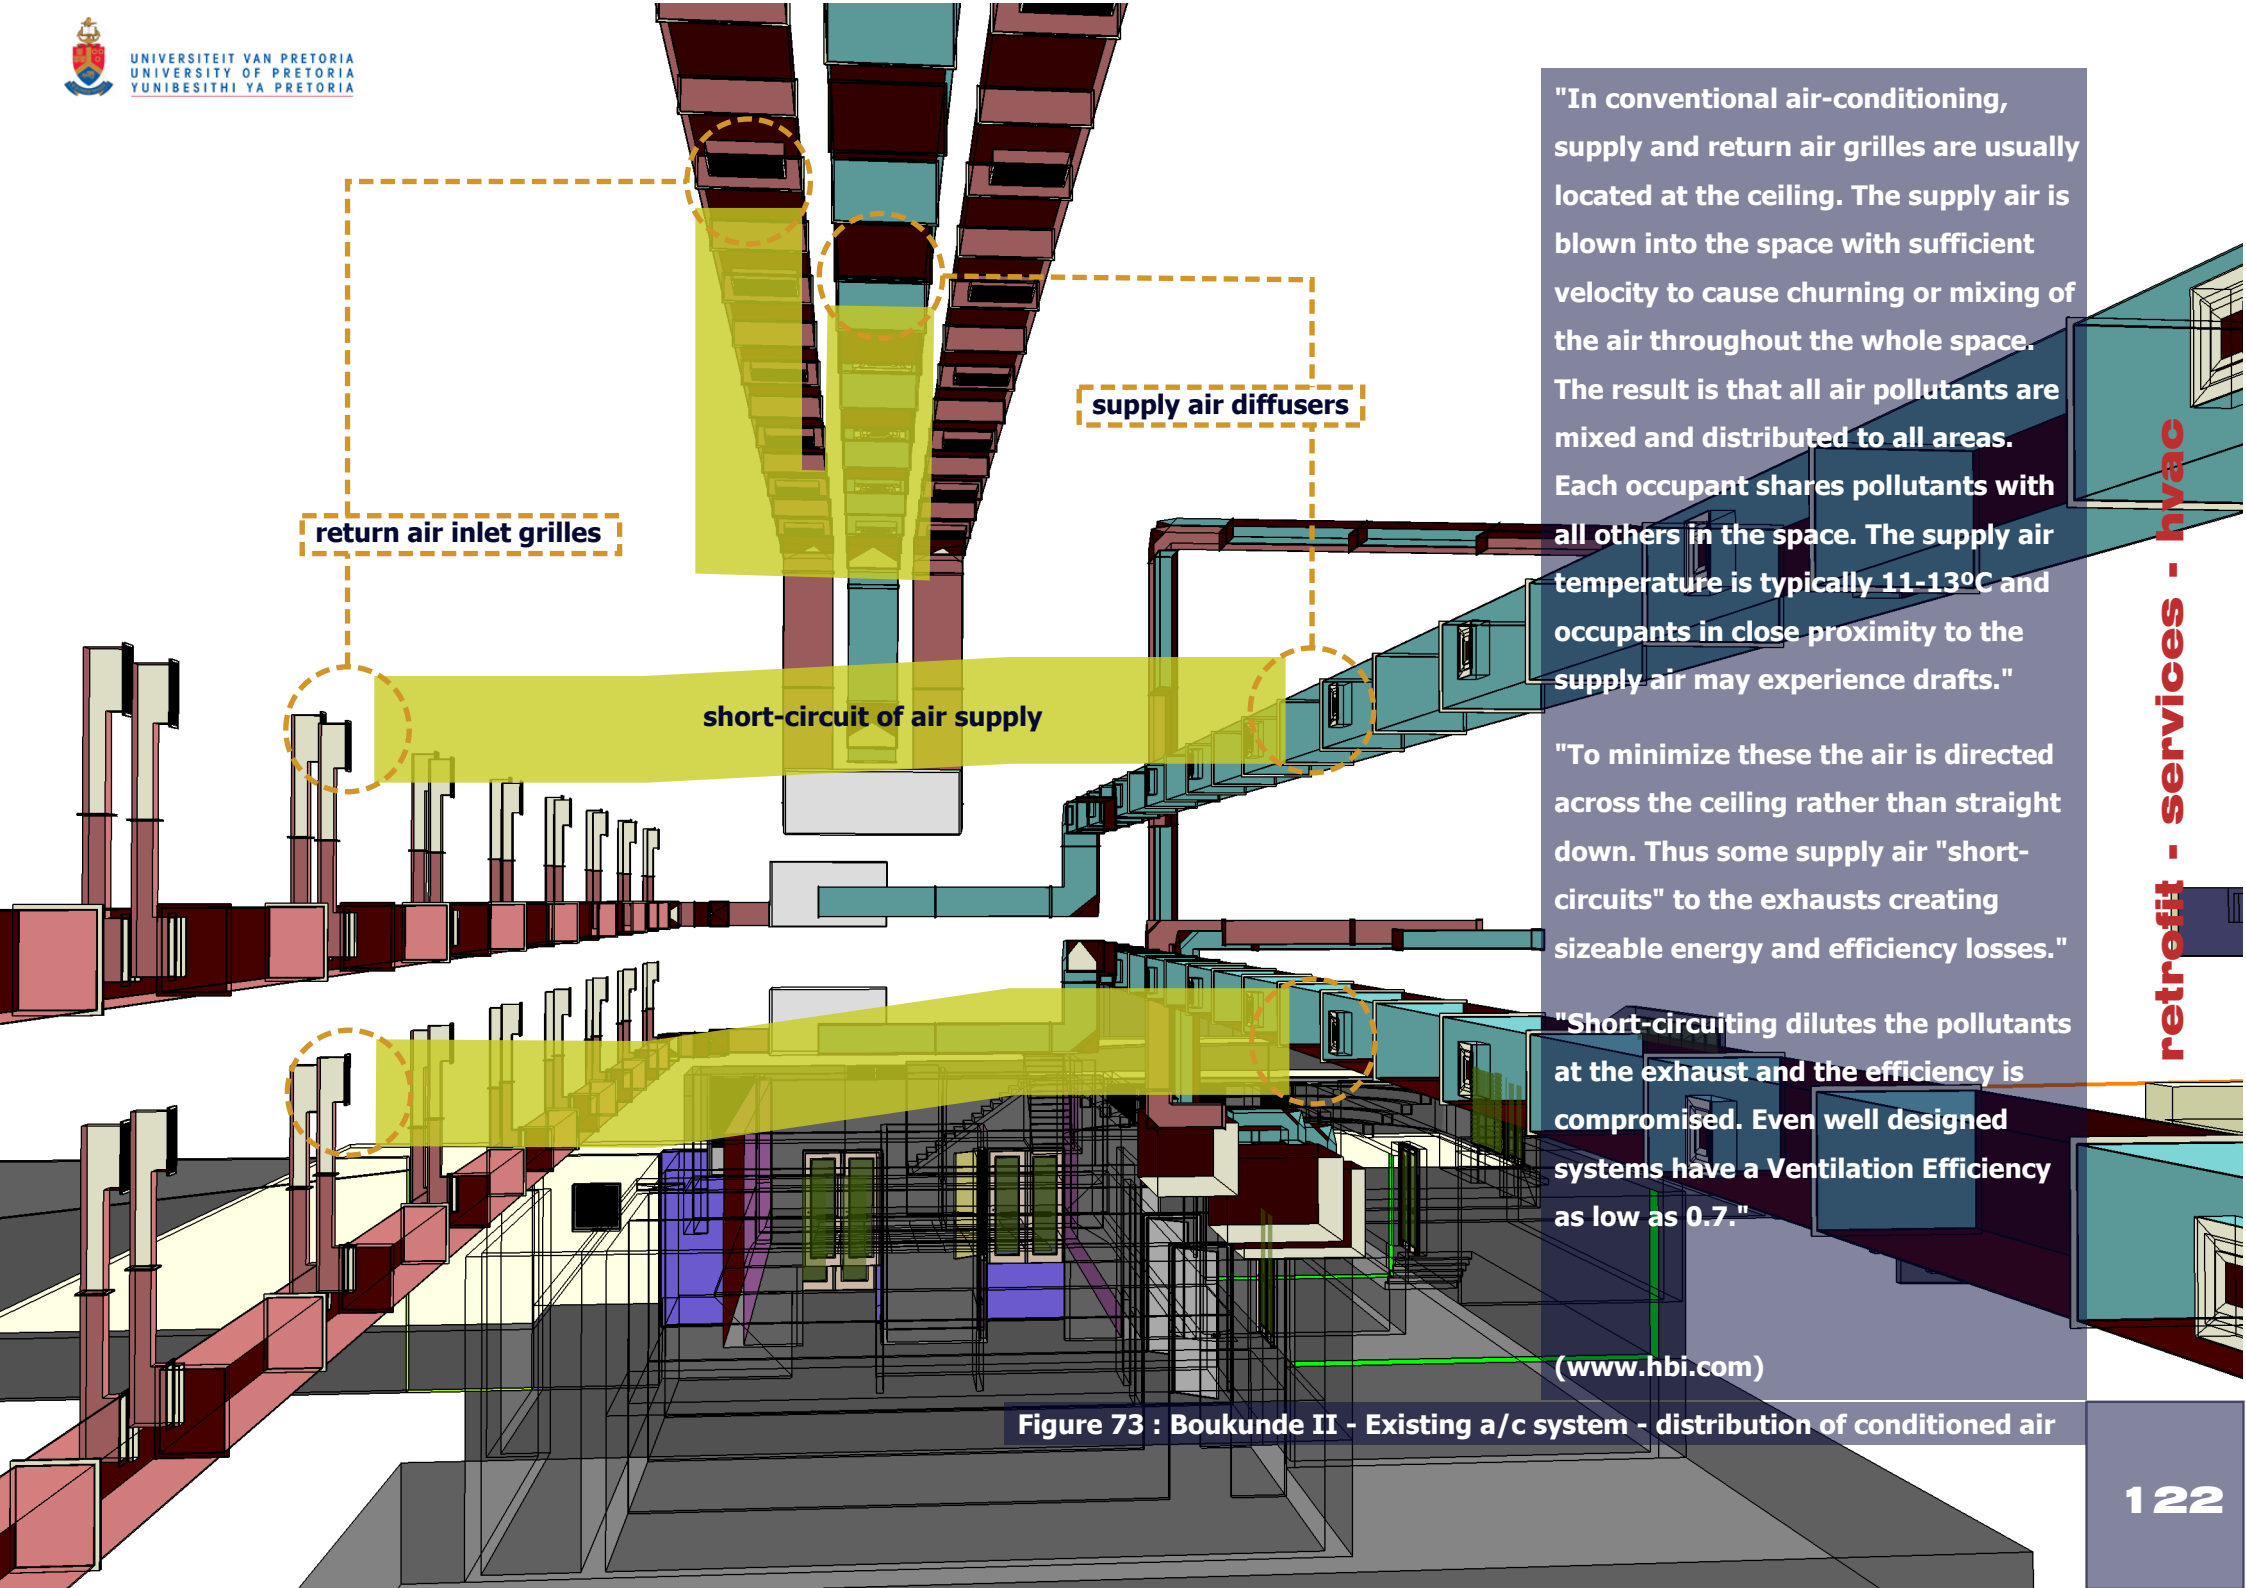 UNIVERSITEIT VAN PRETORIA
UNIVERSITY OF PRETORIA
YUNIBESITHI YA PRETORIA
return air inlet grilles
supply air diffusers
short-circuit of air supply
"In conventional air-conditioning,
supply and return air grilles are usually
located at the ceiling. The supply air is
blown into the space with sufficient
velocity to cause churning or mixing of
the air throughout the whole space.
The result is that all air pollutants are
mixed and distributed to all areas.
Each occupant shares pollutants with
all others in the space. The supply air
temperature is typically 11-13ºC and
occupants in close proximity to the
supply air may experience drafts."
"To minimize these the air is directed
across the ceiling rather than straight
down. Thus some supply air "short-
circuits" to the exhausts creating
sizeable energy and efficiency losses."
"Short-circuiting dilutes the pollutants
at the exhaust and the efficiency is
compromised. Even well designed
systems have a Ventilation Efficiency
as low as 0.7."
(www.hbi.com)
Figure 73 : Boukunde II - Existing a/c system - distribution of conditioned air
retrofit - services - hvac
122